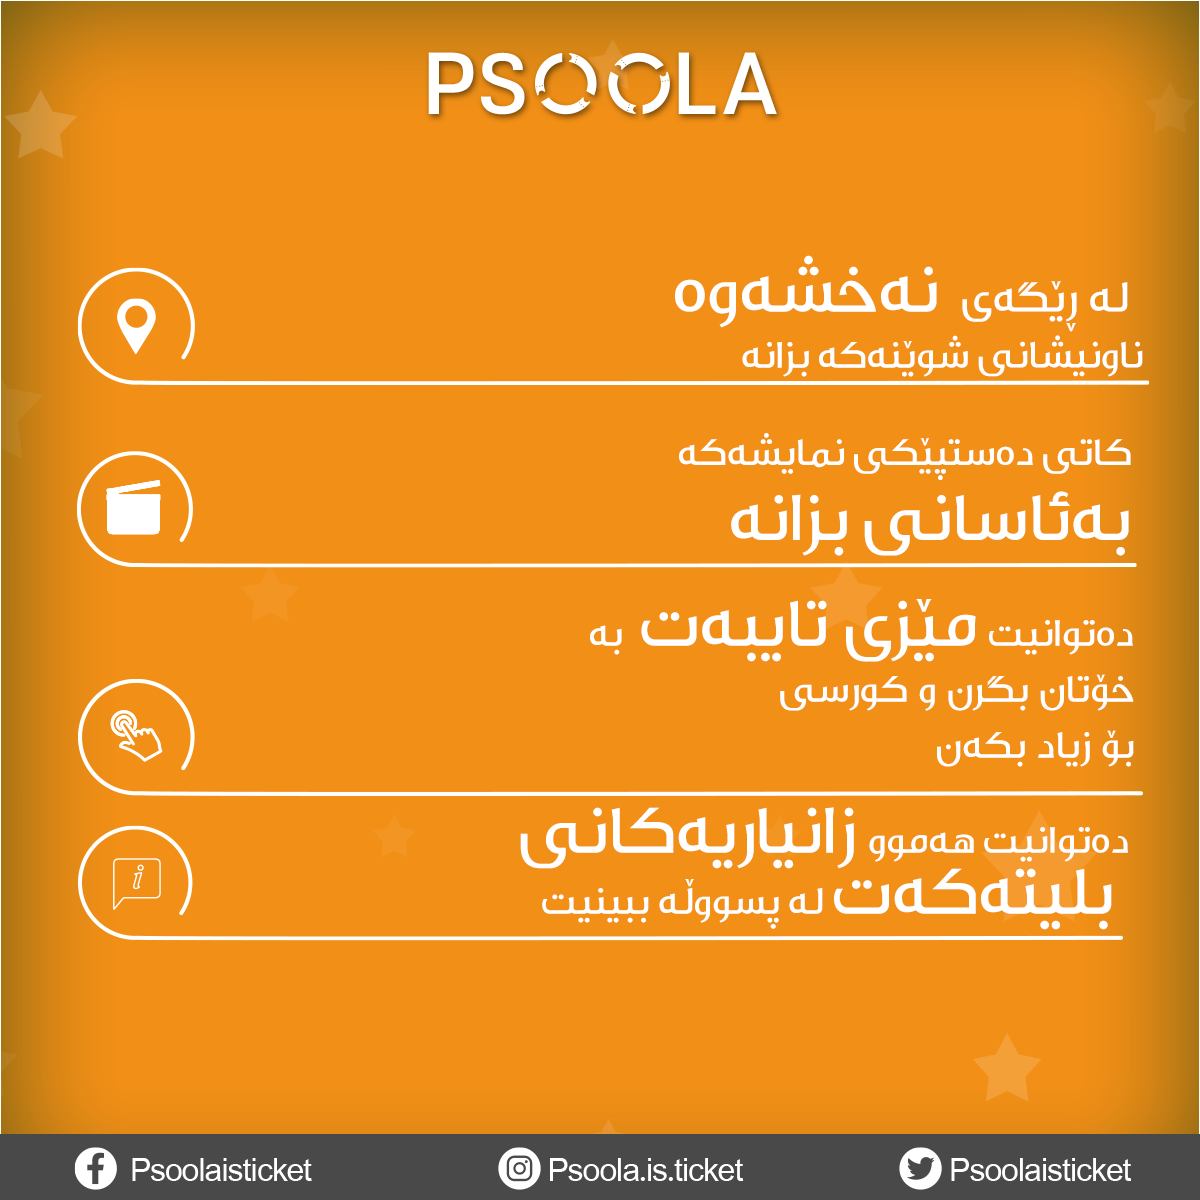 PSOOLA
لە ڕێگەی نەخشەوە
ناونیشانی شوێنەکە بزانە
کاتی دەستپێکی نمایشەکە
بەئاسانی بزانە
دەتوانیت مێزی تایبەت بە
خۆتان بگرن و کورسی
بۆ زیاد بکەن
دەتوانیت هەموو زانیاریەکانی
بلیتەکەت لە پسووڵە ببینیت
Psoolaisticket
Psoola.is.ticket
Psoolaisticket